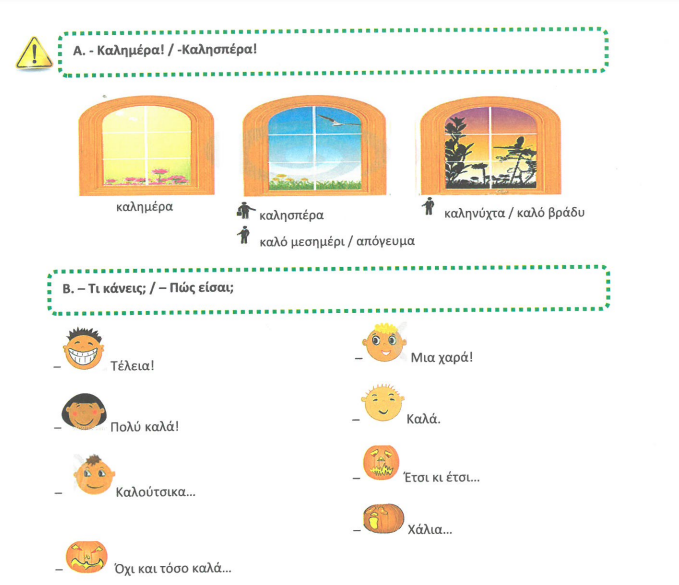 Α. - Καλημέρα! / -Καλησπέρα!
καλημέρα
καλησπέρα
καλό μεσημέρι / απόγευμα
καληνύχτα / καλό βράδυ
Β. – Τι κάνεις; / – Πώς είσαι;
– Τέλεια!
– Μια χαρά!
– Πολύ καλά!
– Καλά.
– Καλούτσικα...
– Έτσι κι έτσι...
– Χάλια...
– Όχι και τόσο καλά...